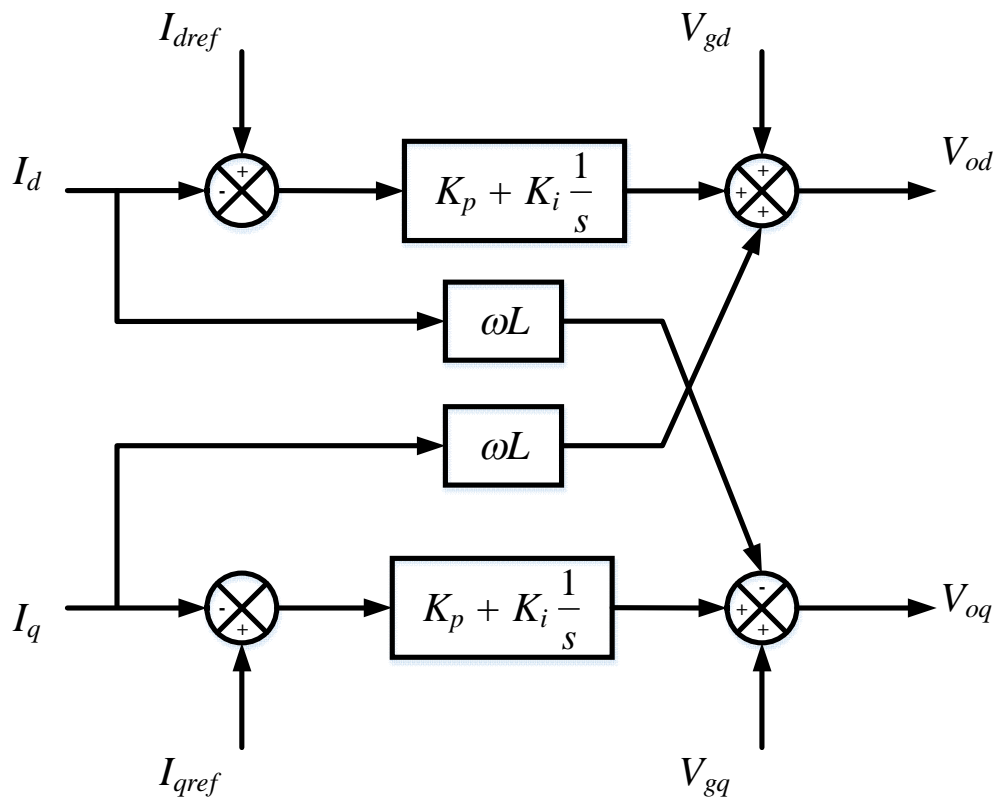 I_dref V_gd
I_d + - + + + V_od
K_p + K_i 1/s
ωL
ωL
I_q - + - + + V_oq
K_p + K_i 1/s
I_qref V_gq